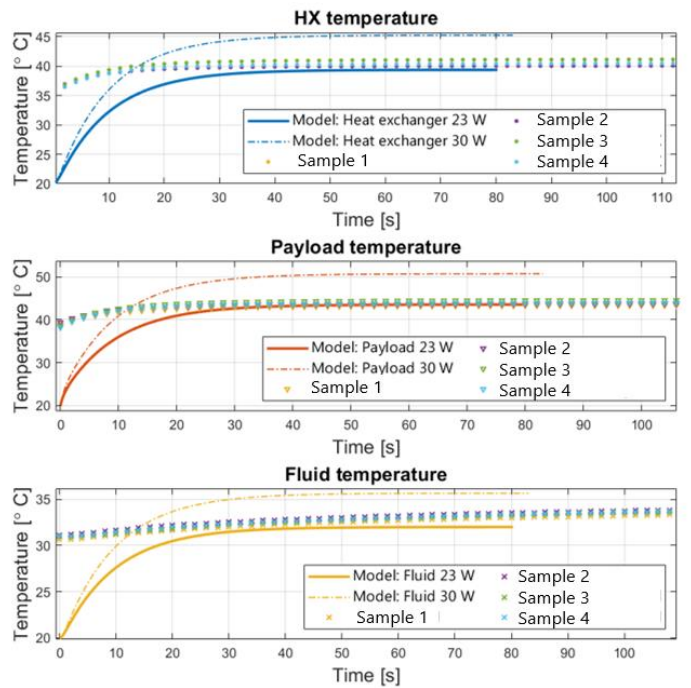 HX temperature
45
40
35
30
25
20
Temperature [° C]
Model: Heat exchanger 23 W
Model: Heat exchanger 30 W
Sample 1
Sample 2
Sample 3
Sample 4
10 20 30 40 50 60 70 80 90 100 110
Time [s]
Payload temperature
50
40
30
20
Temperature [° C]
Model: Payload 23 W
Model: Payload 30 W
Sample 1
Sample 2
Sample 3
Sample 4
0 10 20 30 40 50 60 70 80 90 100
Time [s]
Fluid temperature
35
30
25
20
Temperature [° C]
Model: Fluid 23 W
Model: Fluid 30 W
Sample 1
Sample 2
Sample 3
Sample 4
0 10 20 30 40 50 60 70 80 90 100
Time [s]